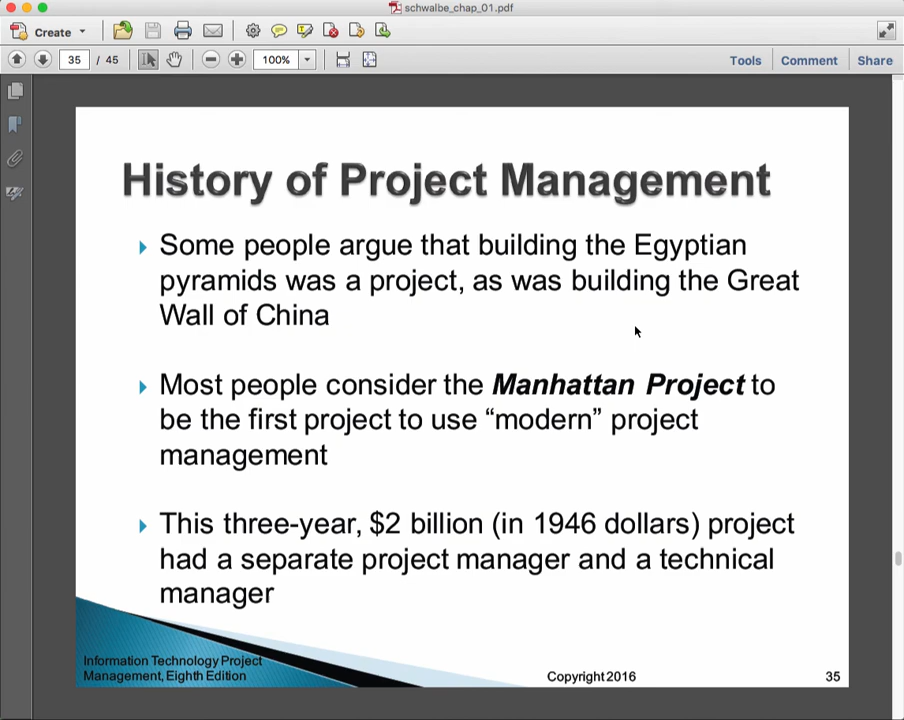 schwalbe_chap_01.pdf
Create
35 / 45
100%
Tools Comment Share
History of Project Management
Some people argue that building the Egyptian
pyramids was a project, as was building the Great
Wall of China
Most people consider the Manhattan Project to
be the first project to use “modern” project
management
This three-year, $2 billion (in 1946 dollars) project
had a separate project manager and a technical
manager
Information Technology Project
Management, Eighth Edition
Copyright 2016
35